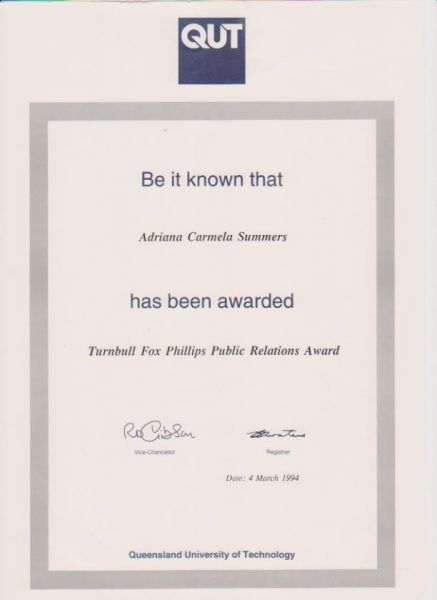 QUT
Be it known that
Adriana Carmela Summers
has been awarded
Turnbull Fox Phillips Public Relations Award
Vice-Chancellor Registrar
Date: 4 March 1994
Queensland University of Technology